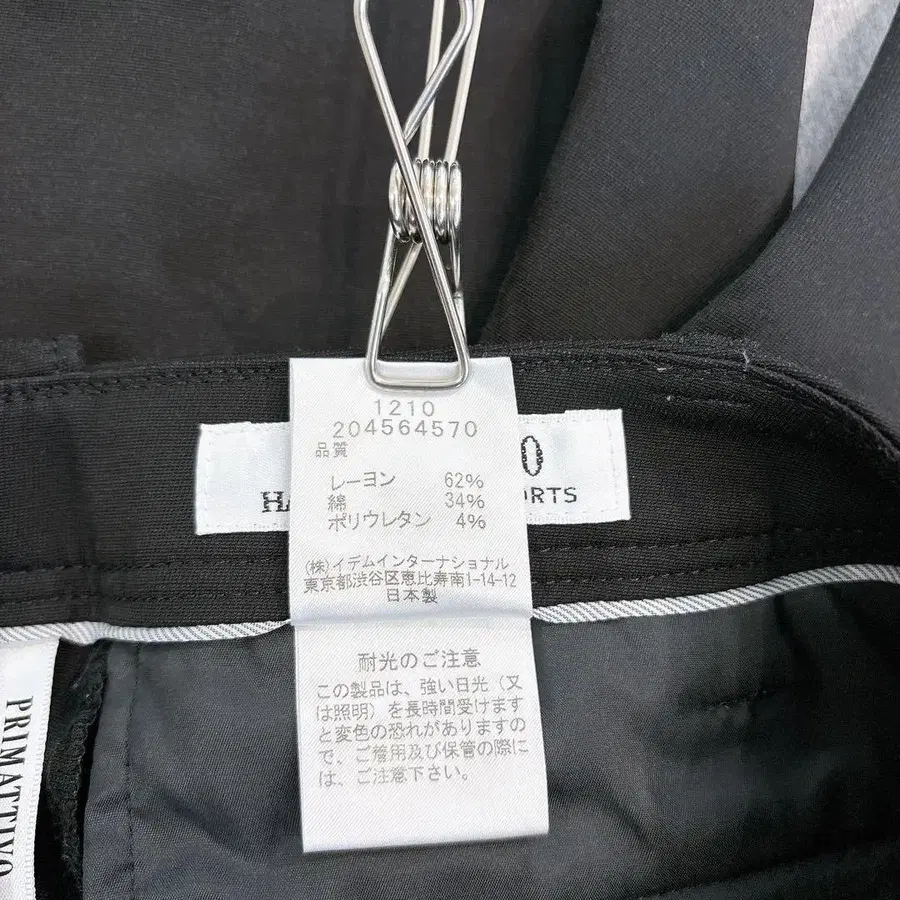 1210
204564570
品質
レーヨン 62%
綿 34%
ポリウレタン 4%
(株)イデムインターナショナル
東京都渋谷区恵比寿南1-14-12
日本製
耐光のご注意
この製品は、強い日光(又
は照明)を長時間受けますと
変色の恐れがありますの
で、ご着用及び保管の際に
は、ご注意下さい。
PRIMATTIVO